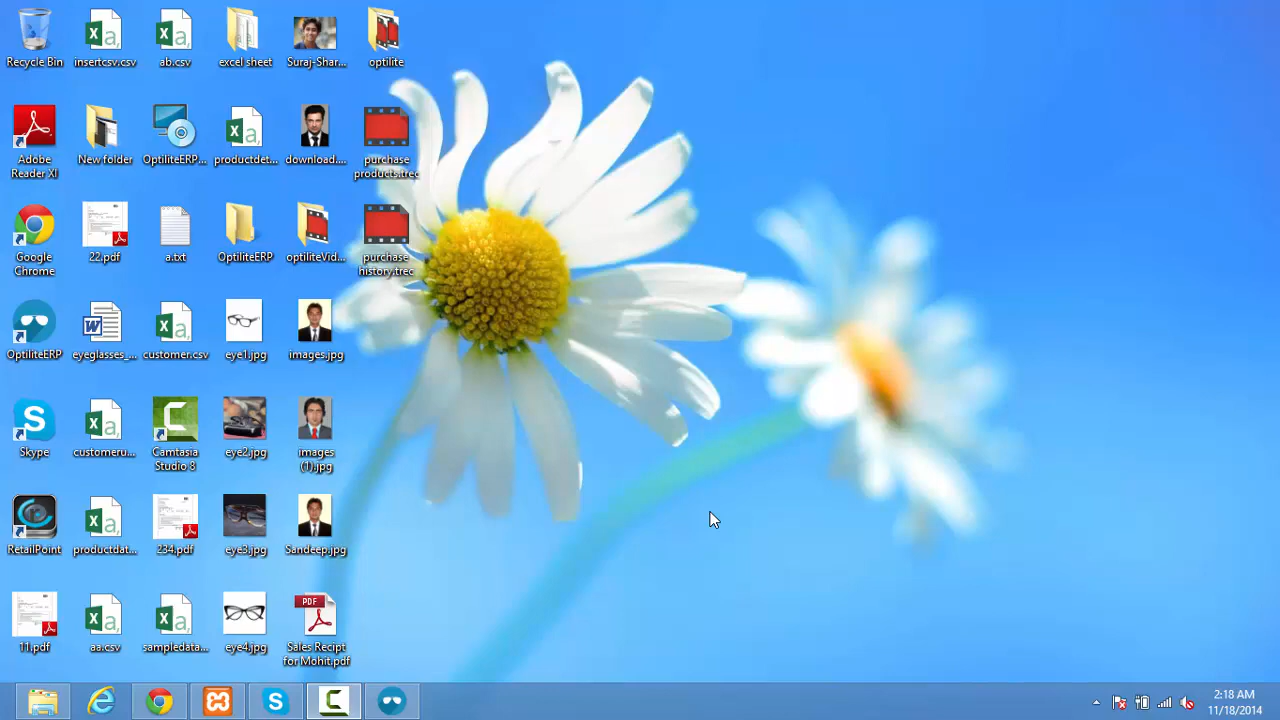 Recycle Bin
insertcsv.csv
ab.csv
excel sheet
Suraj-Shar...
optilite
Adobe
Reader XI
New folder
OptiliteERP...
productdet...
download....
purchase
products.trec
Google
Chrome
22.pdf
a.txt
OptiliteERP
optiliteVid...
purchase
history.trec
OptiliteERP
eyeglasses_...
customer.csv
eye1.jpg
images.jpg
Skype
customeru...
Camtasia
Studio 8
eye2.jpg
images
(1).jpg
RetailPoint
productdat...
234.pdf
eye3.jpg
Sandeep.jpg
11.pdf
aa.csv
sampledata...
eye4.jpg
PDF
Sales Recipt
for Mohit.pdf
2:18 AM
11/18/2014